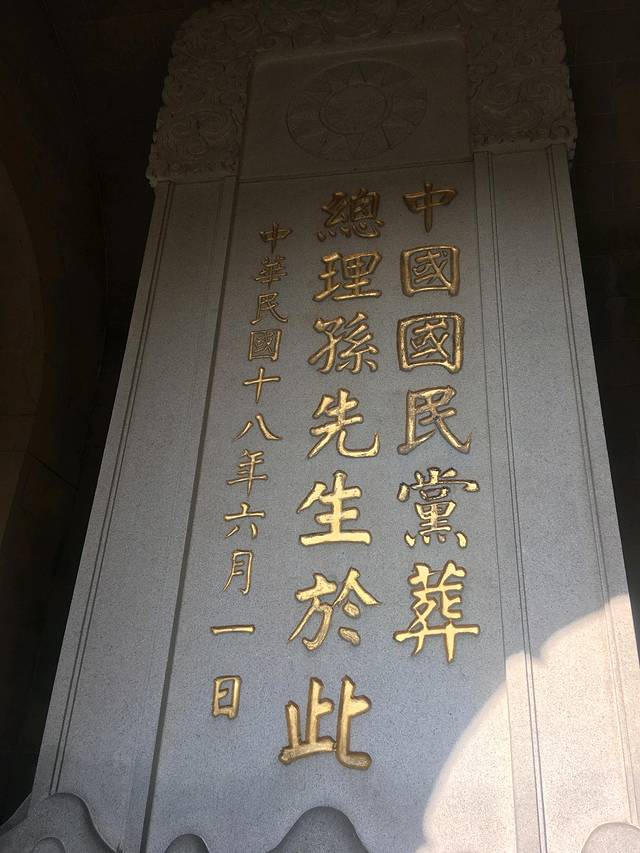 中國國民黨葬
總理孫先生於此
中華民國十八年六月一日